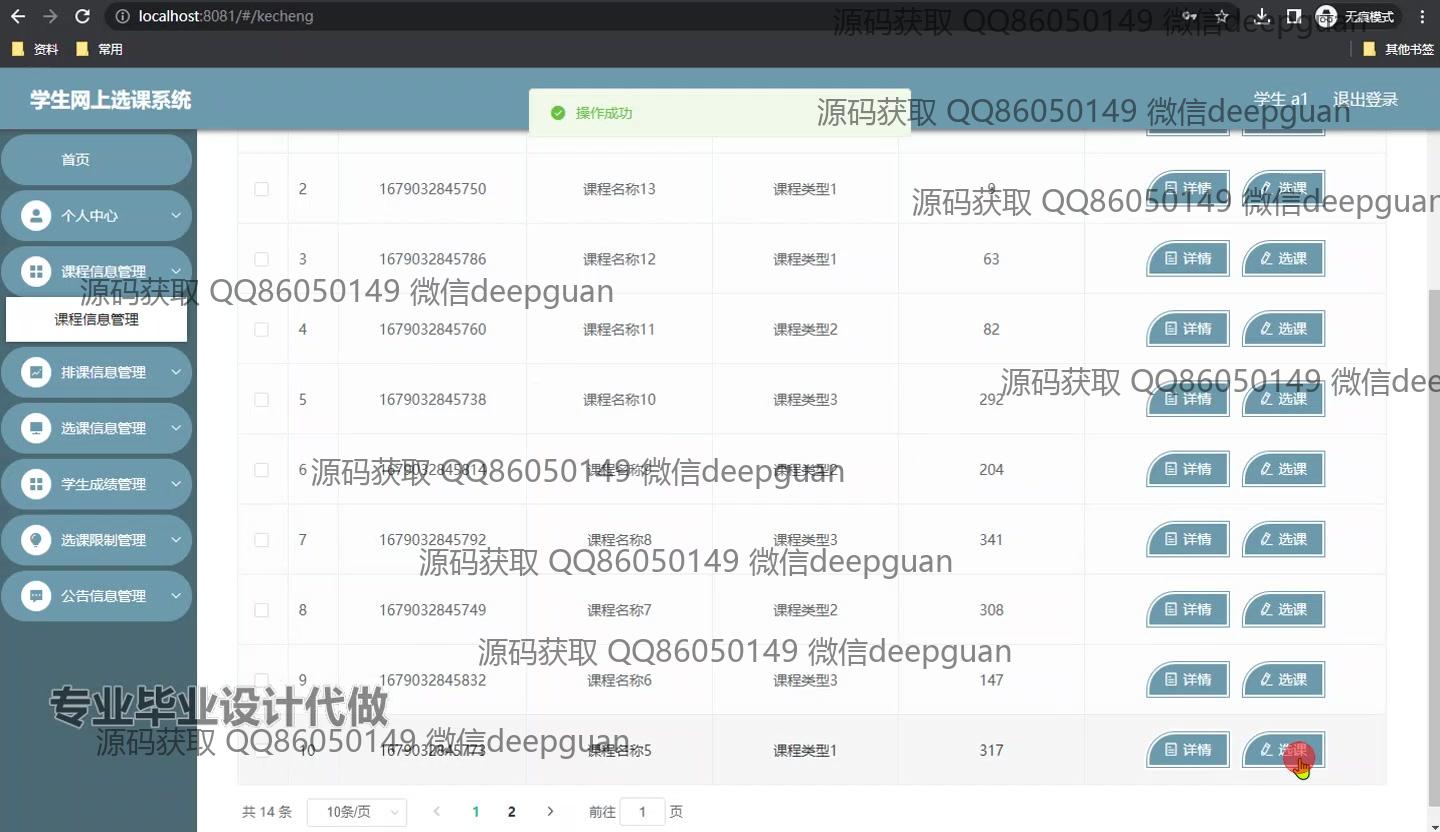 localhost:8081/#/kecheng
无痕模式
源码获取 QQ86050149 微信deepguan
资料
常用
其他书签
学生网上选课系统
操作成功
学生 a1
退出登录
源码获取 QQ86050149 微信deepguan
首页
个人中心
课程信息管理
课程信息管理
排课信息管理
选课信息管理
学生成绩管理
选课限制管理
公告信息管理
2 1679032845750 课程名称13 课程类型1 9 详情 选课
源码获取 QQ86050149 微信deepguan
3 1679032845786 课程名称12 课程类型1 63 详情 选课
源码获取 QQ86050149 微信deepguan
4 1679032845760 课程名称11 课程类型2 82 详情 选课
源码获取 QQ86050149 微信dee
5 1679032845738 课程名称10 课程类型3 292 详情 选课
6 1679032845814 课程名称9 课程类型2 204 详情 选课
源码获取 QQ86050149 微信deepguan
7 1679032845792 课程名称8 课程类型3 341 详情 选课
源码获取 QQ86050149 微信deepguan
8 1679032845749 课程名称7 课程类型2 308 详情 选课
源码获取 QQ86050149 微信deepguan
9 1679032845832 课程名称6 课程类型3 147 详情 选课
专业毕业设计代做
源码获取 QQ86050149 微信deepguan
10 1679032845773 课程名称5 课程类型1 317 详情 选课
共 14 条 10条/页 1 2 前往 1 页